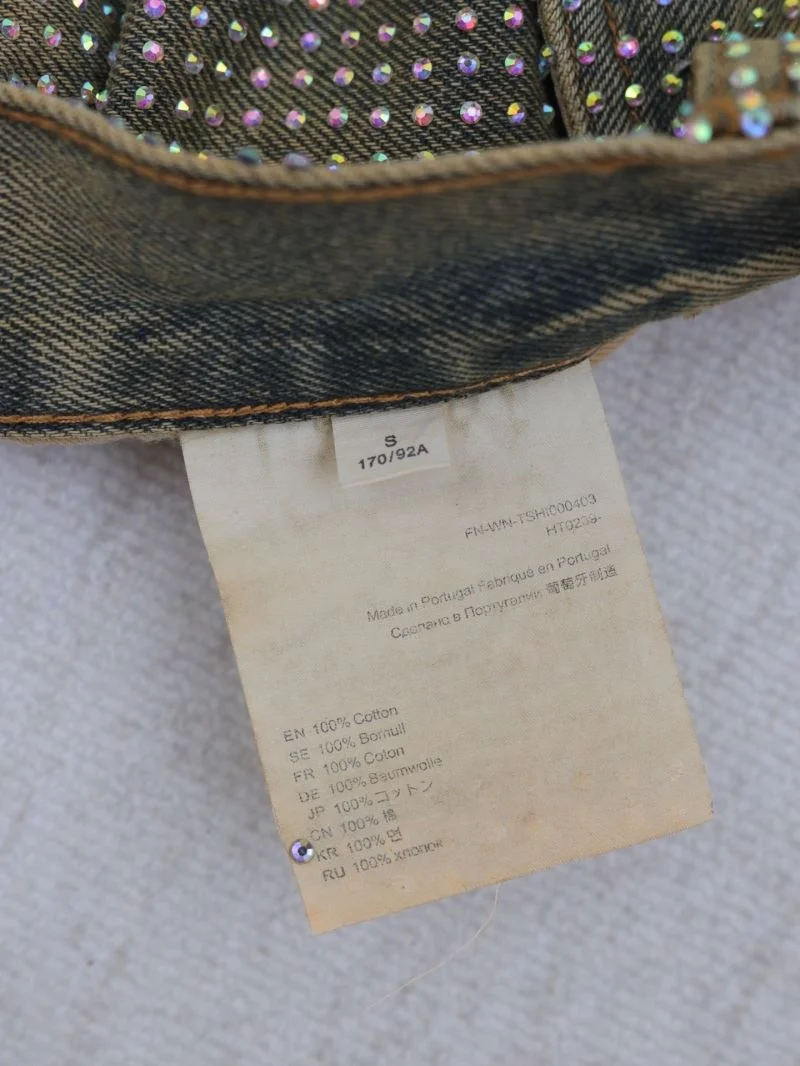 S
170/92A
FN-WN-TSHI000403
Made in Portugal Fabriqué en Portugal
Сделано в Португалии 葡萄牙制造
EN 100% Cotton
SE 100% Bomull
FR 100% Coton
DE 100% Baumwolle
JP 100% コットン
CN 100% 棉
KR 100% 면
RU 100% хлопок